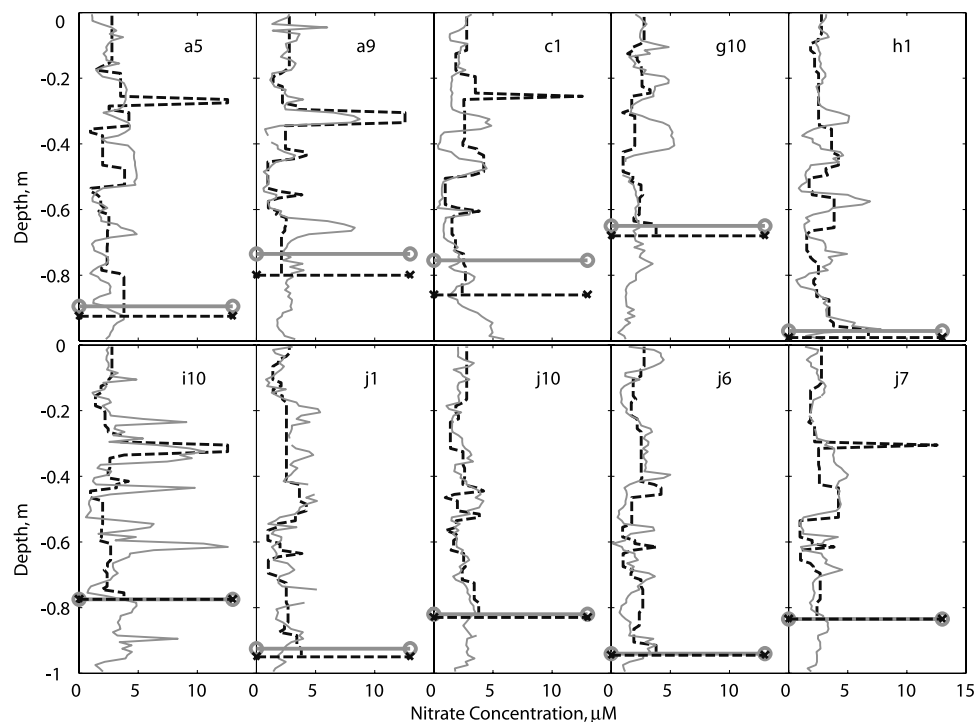 0
-0.2
-0.4
-0.6
-0.8
Depth, m
a5
a9
c1
g10
h1
0
-0.2
-0.4
-0.6
-0.8
-1
Depth, m
i10
j1
j10
j6
j7
0 5 10 0 5 10 0 5 10 0 5 10 0 5 10 15
Nitrate Concentration, μM